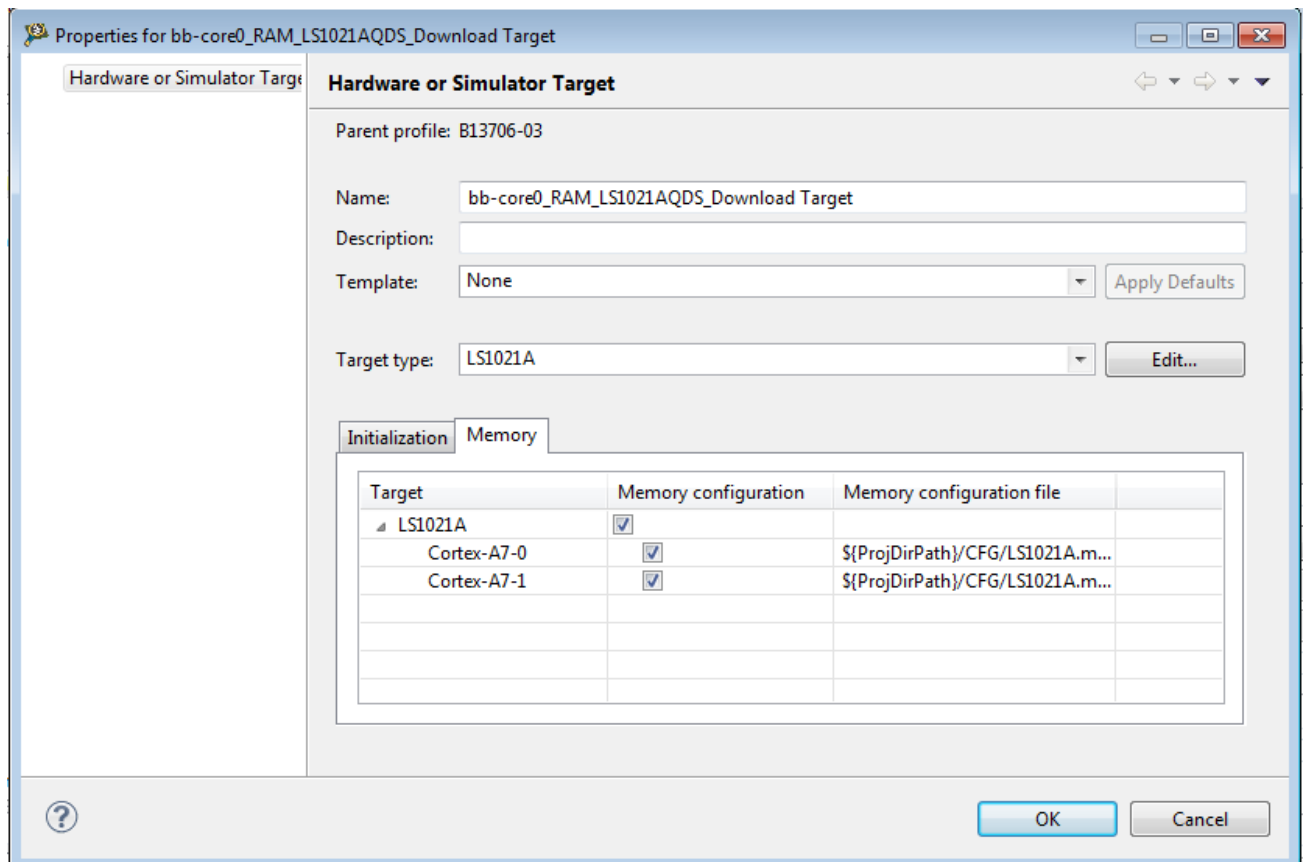 Properties for bb-core0_RAM_LS1021AQDS_Download Target
Hardware or Simulator Targe
Hardware or Simulator Target
Parent profile: B13706-03
Name: bb-core0_RAM_LS1021AQDS_Download Target
Description:
Template: None Apply Defaults
Target type: LS1021A Edit...
Initialization Memory
Target Memory configuration Memory configuration file
LS1021A
Cortex-A7-0 ${ProjDirPath}/CFG/LS1021A.m...
Cortex-A7-1 ${ProjDirPath}/CFG/LS1021A.m...
? OK Cancel